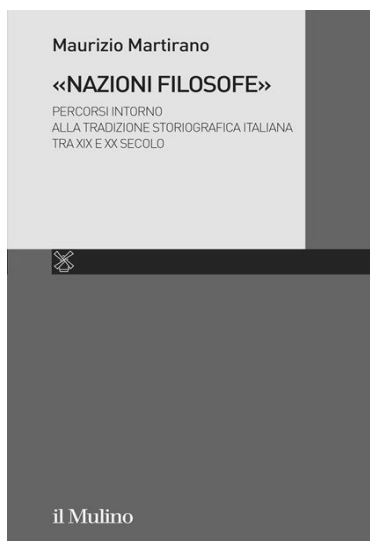 Maurizio Martirano
«NAZIONI FILOSOFE»
PERCORSI INTORNO
ALLA TRADIZIONE STORIOGRAFICA ITALIANA
TRA XIX E XX SECOLO
il Mulino